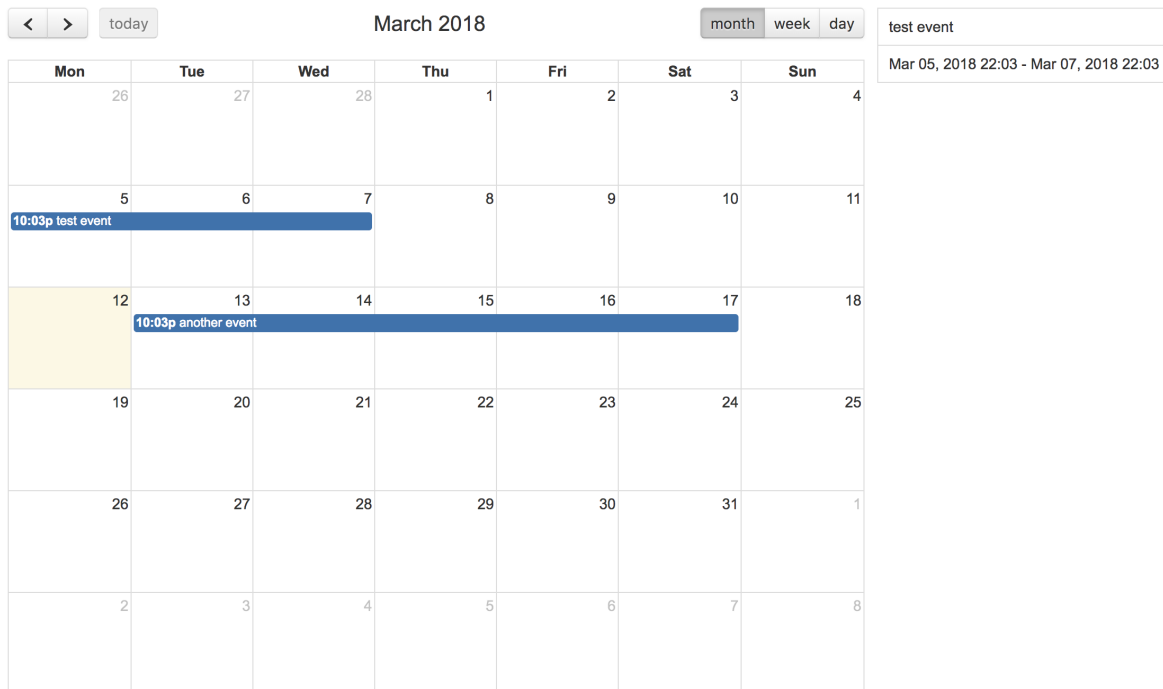 today March 2018 month week day
Mon Tue Wed Thu Fri Sat Sun
26 27 28 1 2 3 4
5 6 7 8 9 10 11
10:03p test event
12 13 14 15 16 17 18
10:03p another event
19 20 21 22 23 24 25
26 27 28 29 30 31 1
2 3 4 5 6 7 8
test event
Mar 05, 2018 22:03 - Mar 07, 2018 22:03